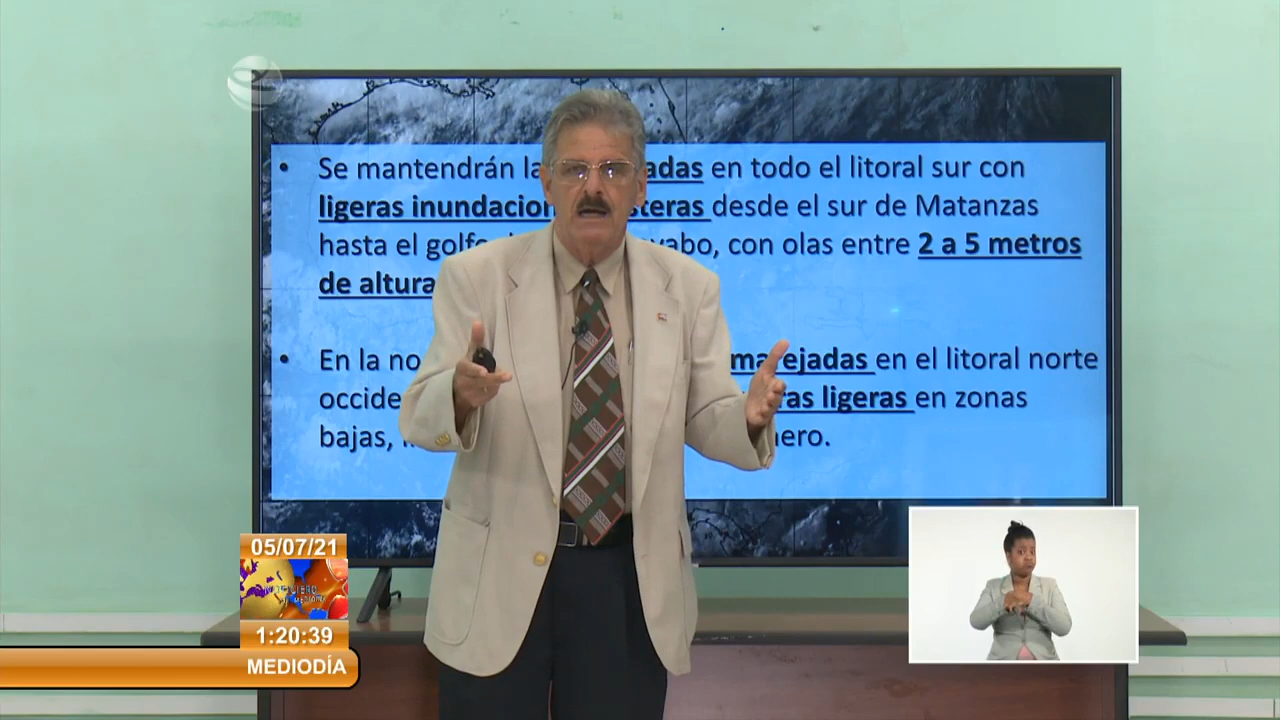 Se mantendrán la adas en todo el litoral sur con
ligeras inundacion steras desde el sur de Matanzas
hasta el golfo vabo, con olas entre 2 a 5 metros
de altura
En la no marejadas en el litoral norte
occide ras ligeras en zonas
bajas, nero.
05/07/21
1:20:39
MEDIODÍA